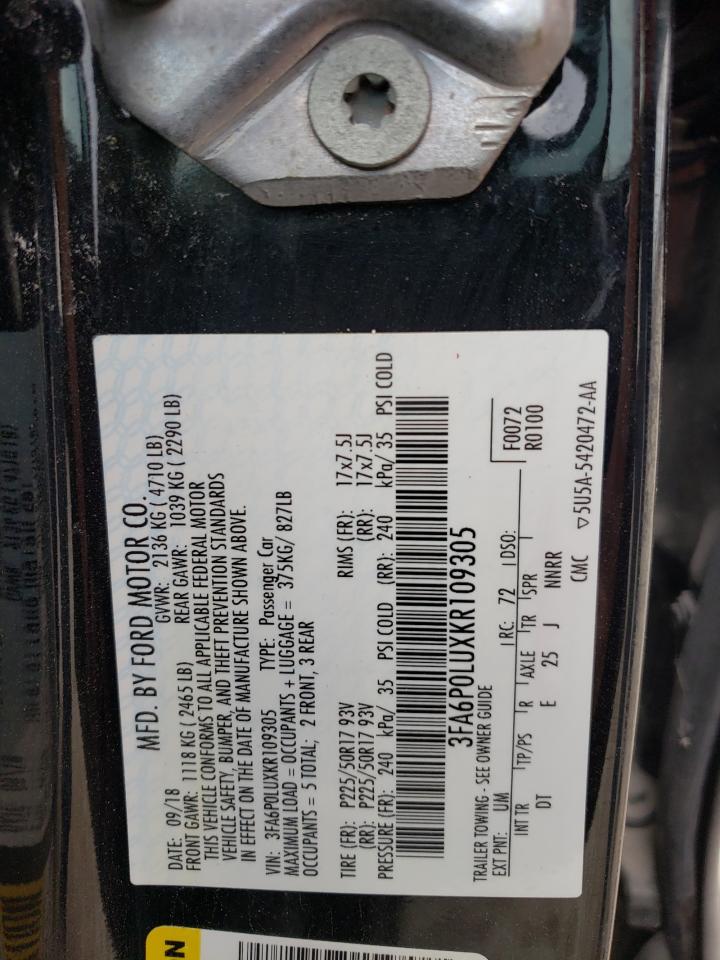 MFD. BY FORD MOTOR CO.
DATE: 09/18 GVWR: 2136 KG ( 4710 LB)
FRONT GAWR: 1118 KG ( 2465 LB) REAR GAWR: 1039 KG ( 2290 LB)
THIS VEHICLE CONFORMS TO ALL APPLICABLE FEDERAL MOTOR
VEHICLE SAFETY, BUMPER, AND THEFT PREVENTION STANDARDS
IN EFFECT ON THE DATE OF MANUFACTURE SHOWN ABOVE.
VIN: 3FA6P0LUXKR109305 TYPE: Passenger Car
MAXIMUM LOAD = OCCUPANTS + LUGGAGE = 375KG/ 827LB
OCCUPANTS = 5 TOTAL; 2 FRONT, 3 REAR
TIRE (FR): P225/50R17 93V RIMS (FR): 17x7.5J
(RR): P225/50R17 93V (RR): 17x7.5J
PRESSURE (FR): 240 kPa/ 35 PSI COLD (RR): 240 kPa/ 35 PSI COLD
3FA6P0LUXKR109305
TRAILER TOWING - SEE OWNER GUIDE
F0072
EXT PNT: UM RC: 72 DSO: R0100
INT TR TP/PS R AXLE TR SPR
DT E 25 J NNRR
CMC ▽5U5A-5420472-AA
N